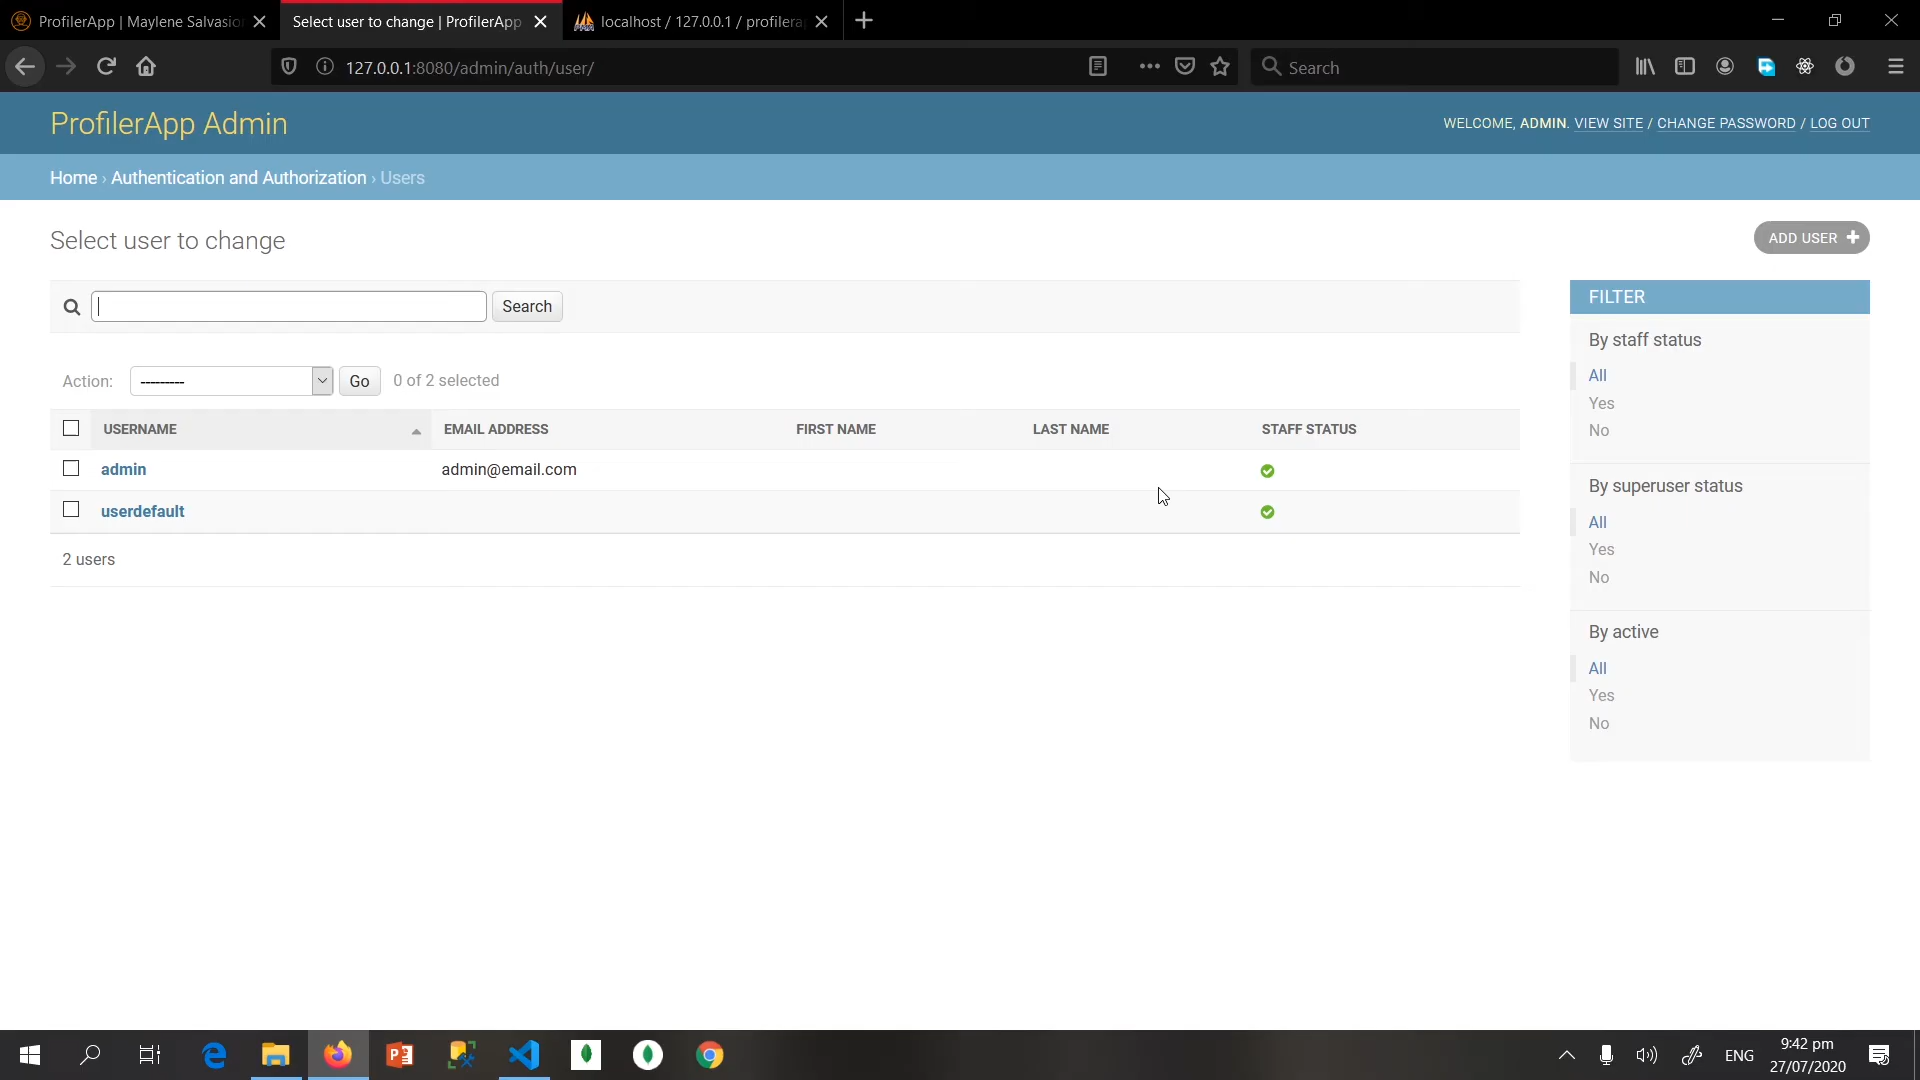 ProfilerApp | Maylene Salvasio
Select user to change | ProfilerApp
localhost / 127.0.0.1 / profilera
127.0.0.1:8080/admin/auth/user/
Search
ProfilerApp Admin
WELCOME, ADMIN. VIEW SITE / CHANGE PASSWORD / LOG OUT
Home › Authentication and Authorization › Users
Select user to change
ADD USER +
Search
Action: --------- Go 0 of 2 selected
USERNAME EMAIL ADDRESS FIRST NAME LAST NAME STAFF STATUS
admin admin@email.com
userdefault
2 users
FILTER
By staff status
All
Yes
No
By superuser status
All
Yes
No
By active
All
Yes
No
ENG
9:42 pm
27/07/2020